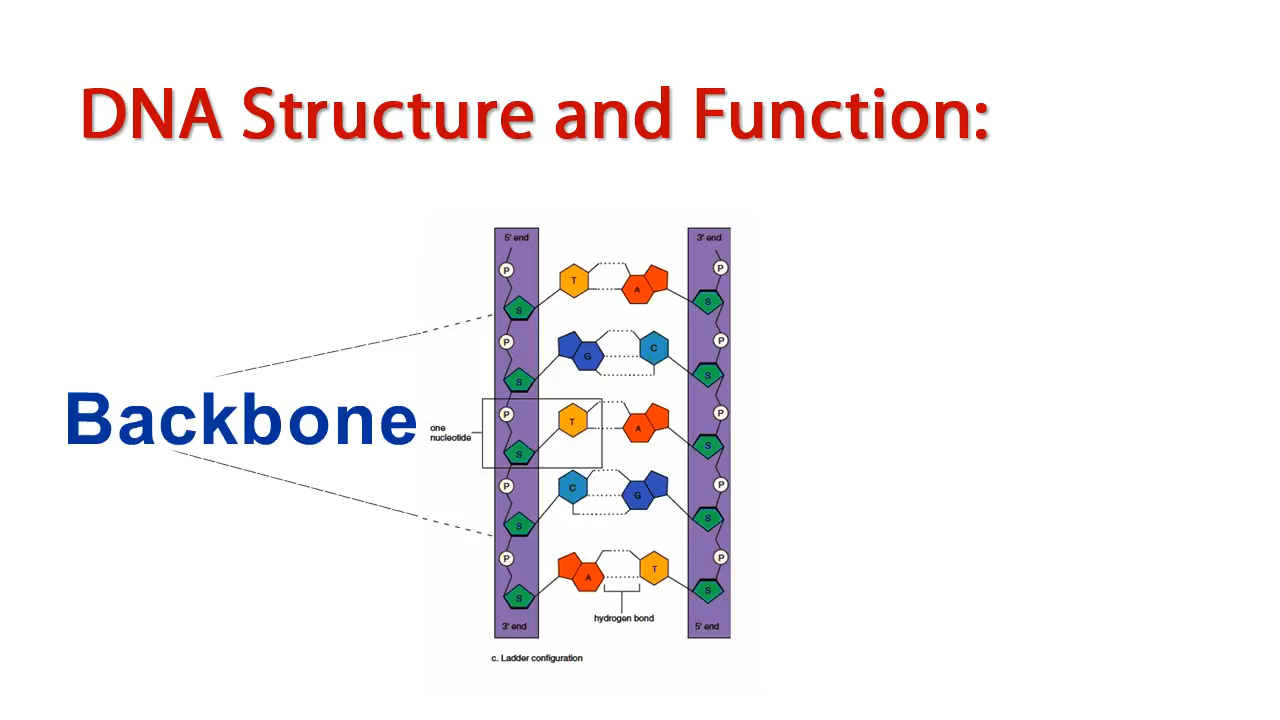 DNA Structure and Function:
5' end
3' end
P
P
T
A
S
S
P
P
G
C
S
S
Backbone
one
nucleotide
P
P
T
A
S
S
P
P
C
G
S
S
P
P
A
T
S
S
hydrogen bond
3' end
5' end
c. Ladder configuration